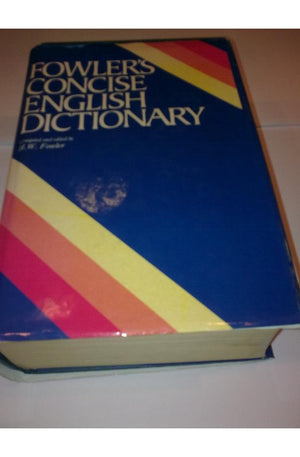 FOWLER'S
CONCISE
ENGLISH
DICTIONARY
compiled and edited by
J.W. Fowler